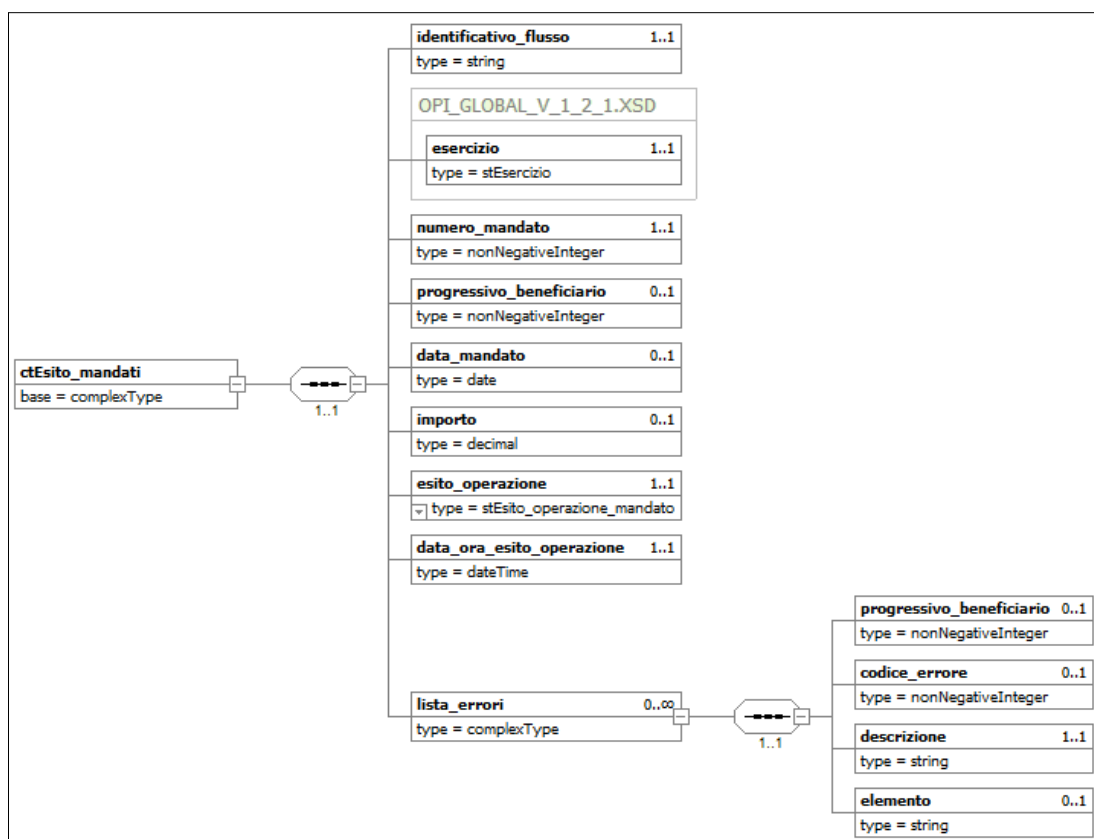 identificativo_flusso 1..1
type = string
OPI_GLOBAL_V_1_2_1.XSD
esercizio 1..1
type = stEsercizio
numero_mandato 1..1
type = nonNegativeInteger
progressivo_beneficiario 0..1
type = nonNegativeInteger
ctEsito_mandati
base = complexType
1..1
data_mandato 0..1
type = date
importo 0..1
type = decimal
esito_operazione 1..1
type = stEsito_operazione_mandato
data_ora_esito_operazione 1..1
type = dateTime
lista_errori 0..∞
type = complexType
1..1
progressivo_beneficiario 0..1
type = nonNegativeInteger
codice_errore 0..1
type = nonNegativeInteger
descrizione 1..1
type = string
elemento 0..1
type = string